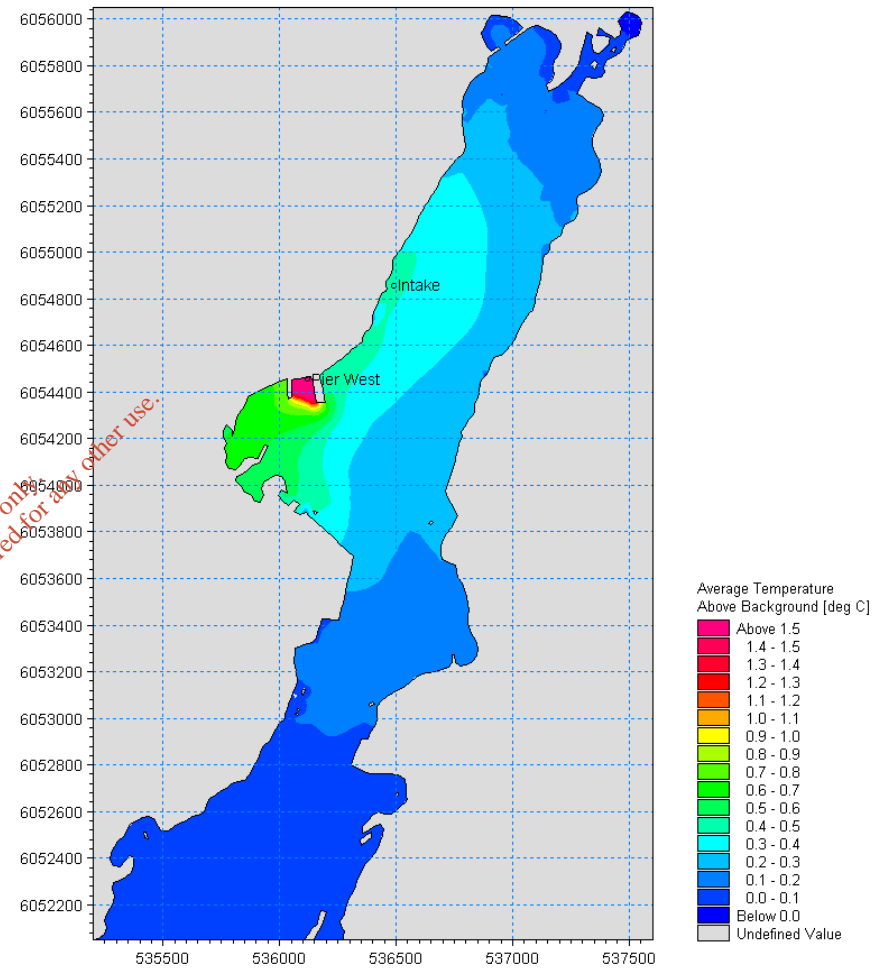 6056000
6055800
6055600
6055400
6055200
6055000
6054800
6054600
6054400
6054200
6054000
6053800
6053600
6053400
6053200
6053000
6052800
6052600
6052400
6052200
535500
536000
536500
537000
537500
Intake
Pier West
only.
for any other use.
Average Temperature
Above Background [deg C]
Above 1.5
1.4 - 1.5
1.3 - 1.4
1.2 - 1.3
1.1 - 1.2
1.0 - 1.1
0.9 - 1.0
0.8 - 0.9
0.7 - 0.8
0.6 - 0.7
0.5 - 0.6
0.4 - 0.5
0.3 - 0.4
0.2 - 0.3
0.1 - 0.2
0.0 - 0.1
Below 0.0
Undefined Value